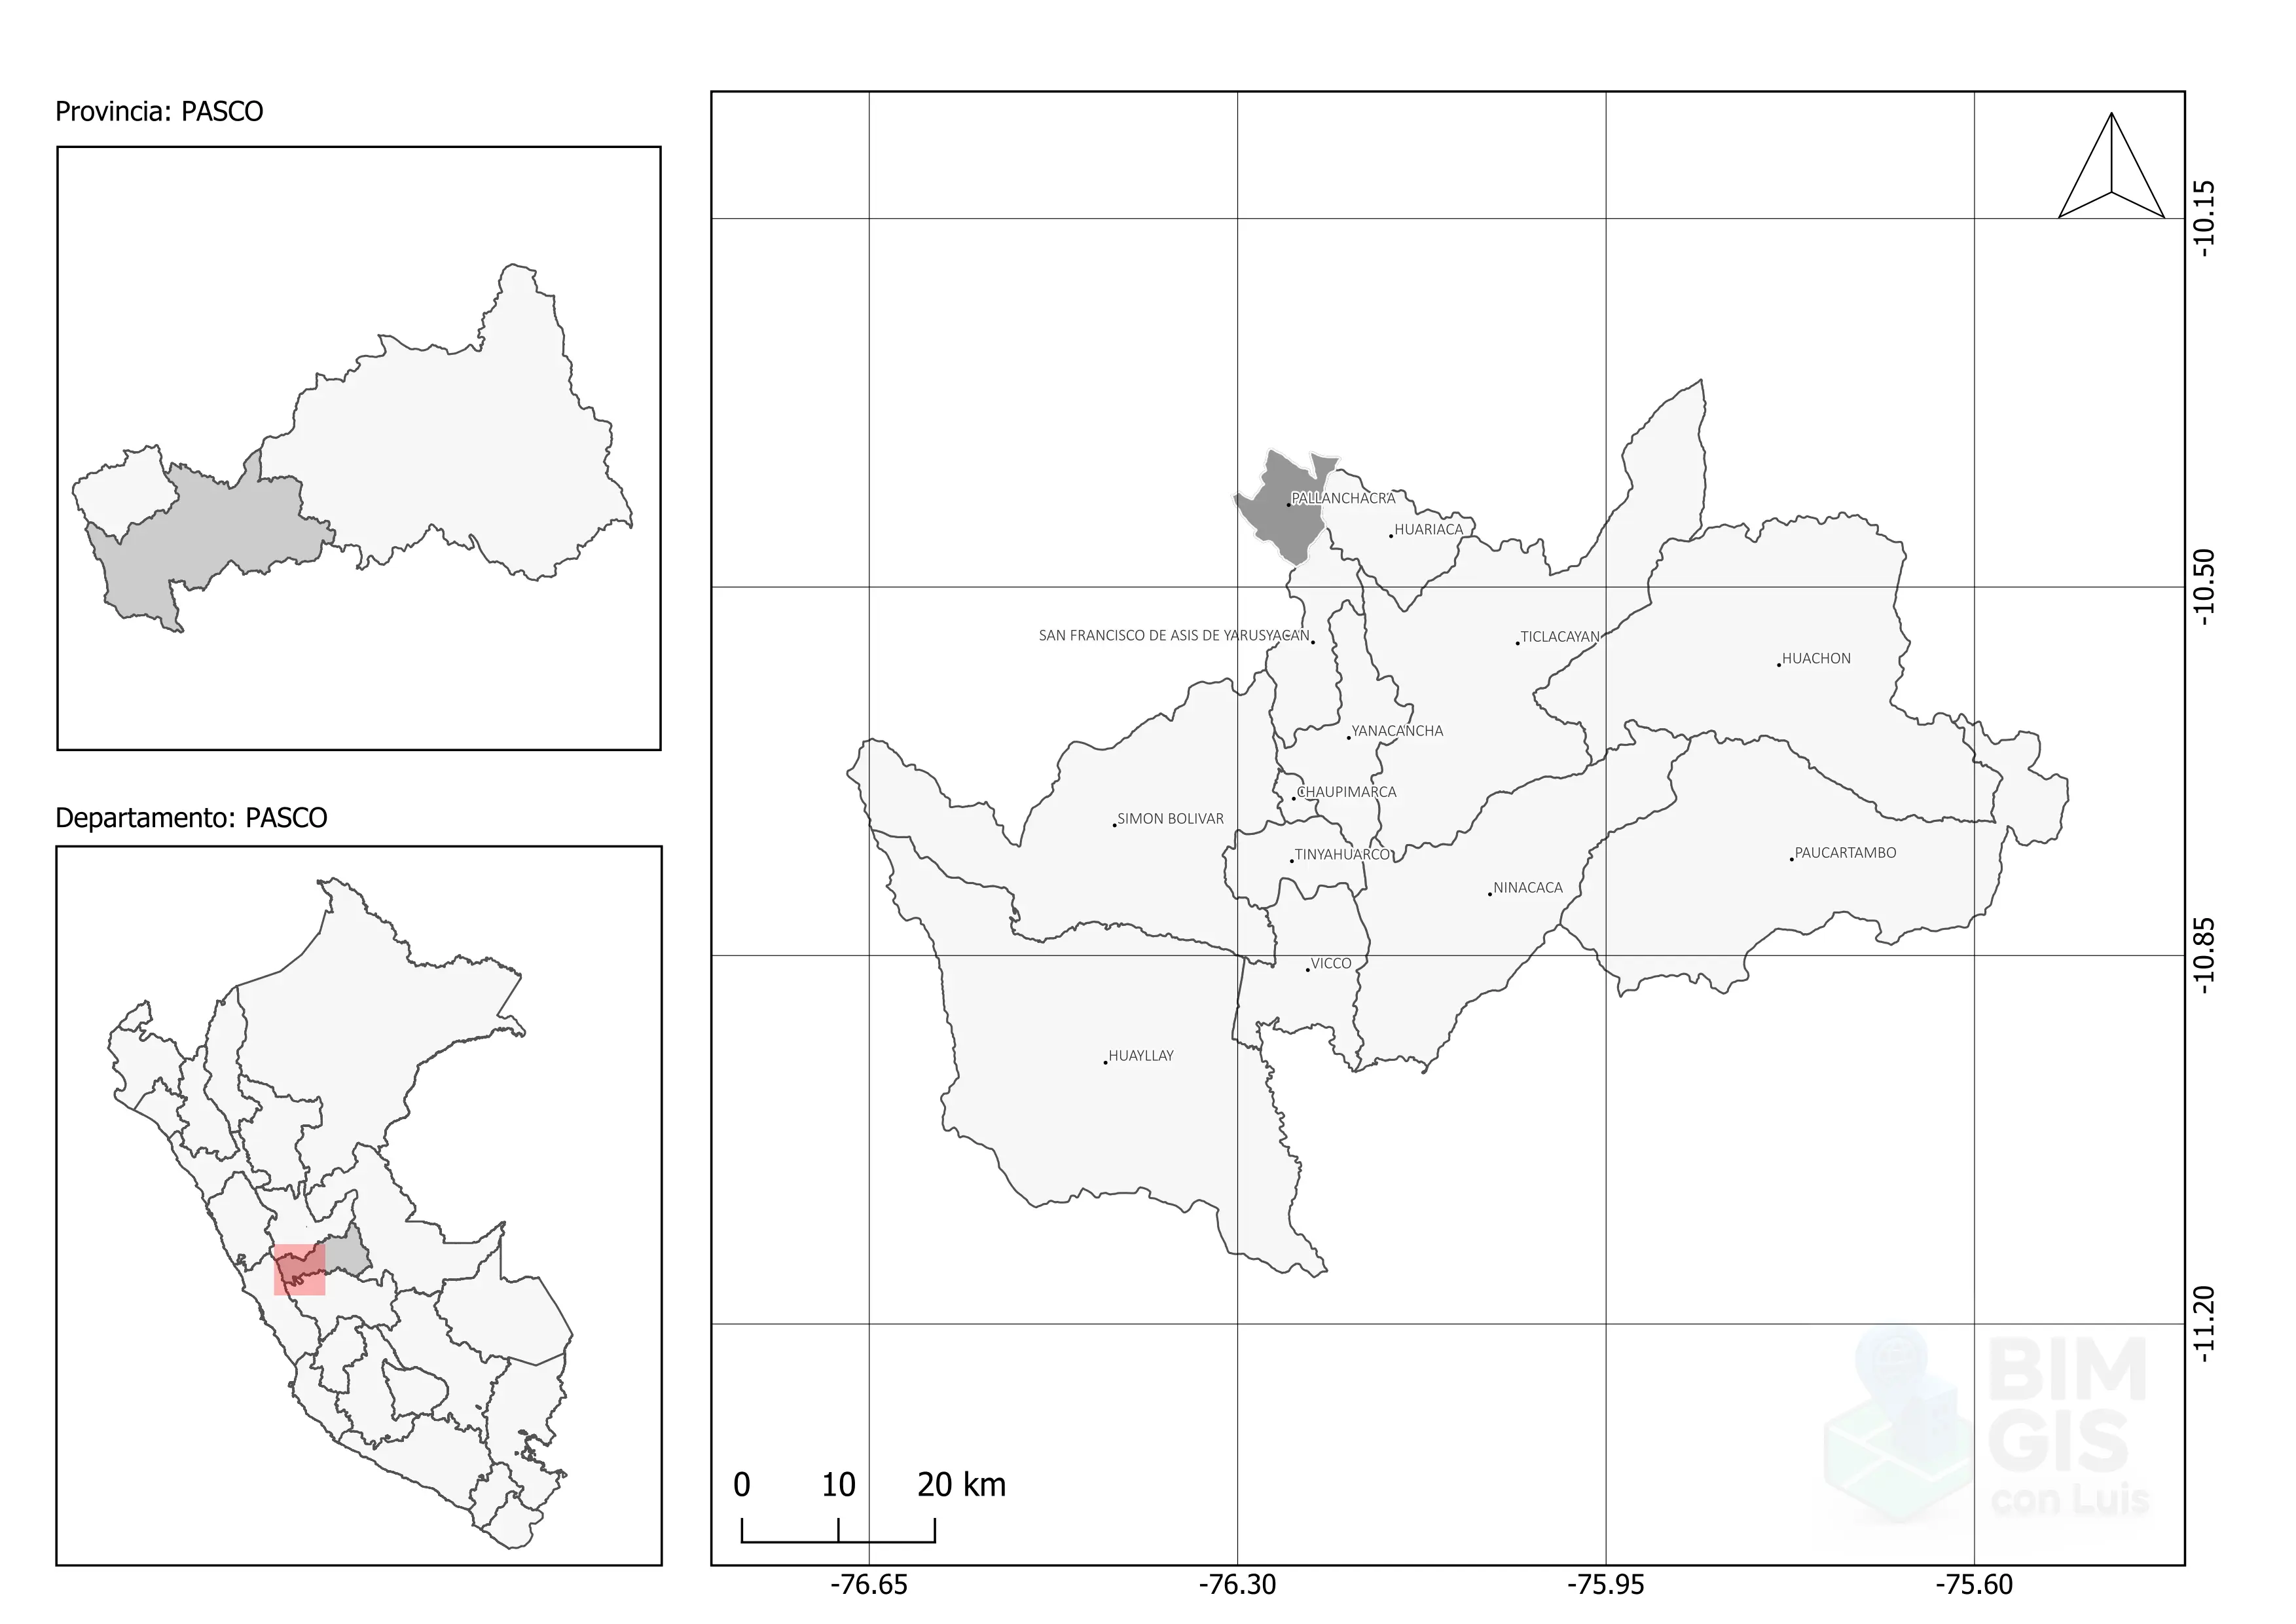 Provincia: PASCO
Departamento: PASCO
PALLANCHACRA
HUARIACA
SAN FRANCISCO DE ASIS DE YARUSYACAN
TICLACAYAN
HUACHON
YANACANCHA
CHAUPIMARCA
SIMON BOLIVAR
TINYAHUARCO
PAUCARTAMBO
NINACACA
VICCO
HUAYLLAY
-10.15
-10.50
-10.85
-11.20
BIM
GIS
con Luis
0 10 20 km
-76.65 -76.30 -75.95 -75.60